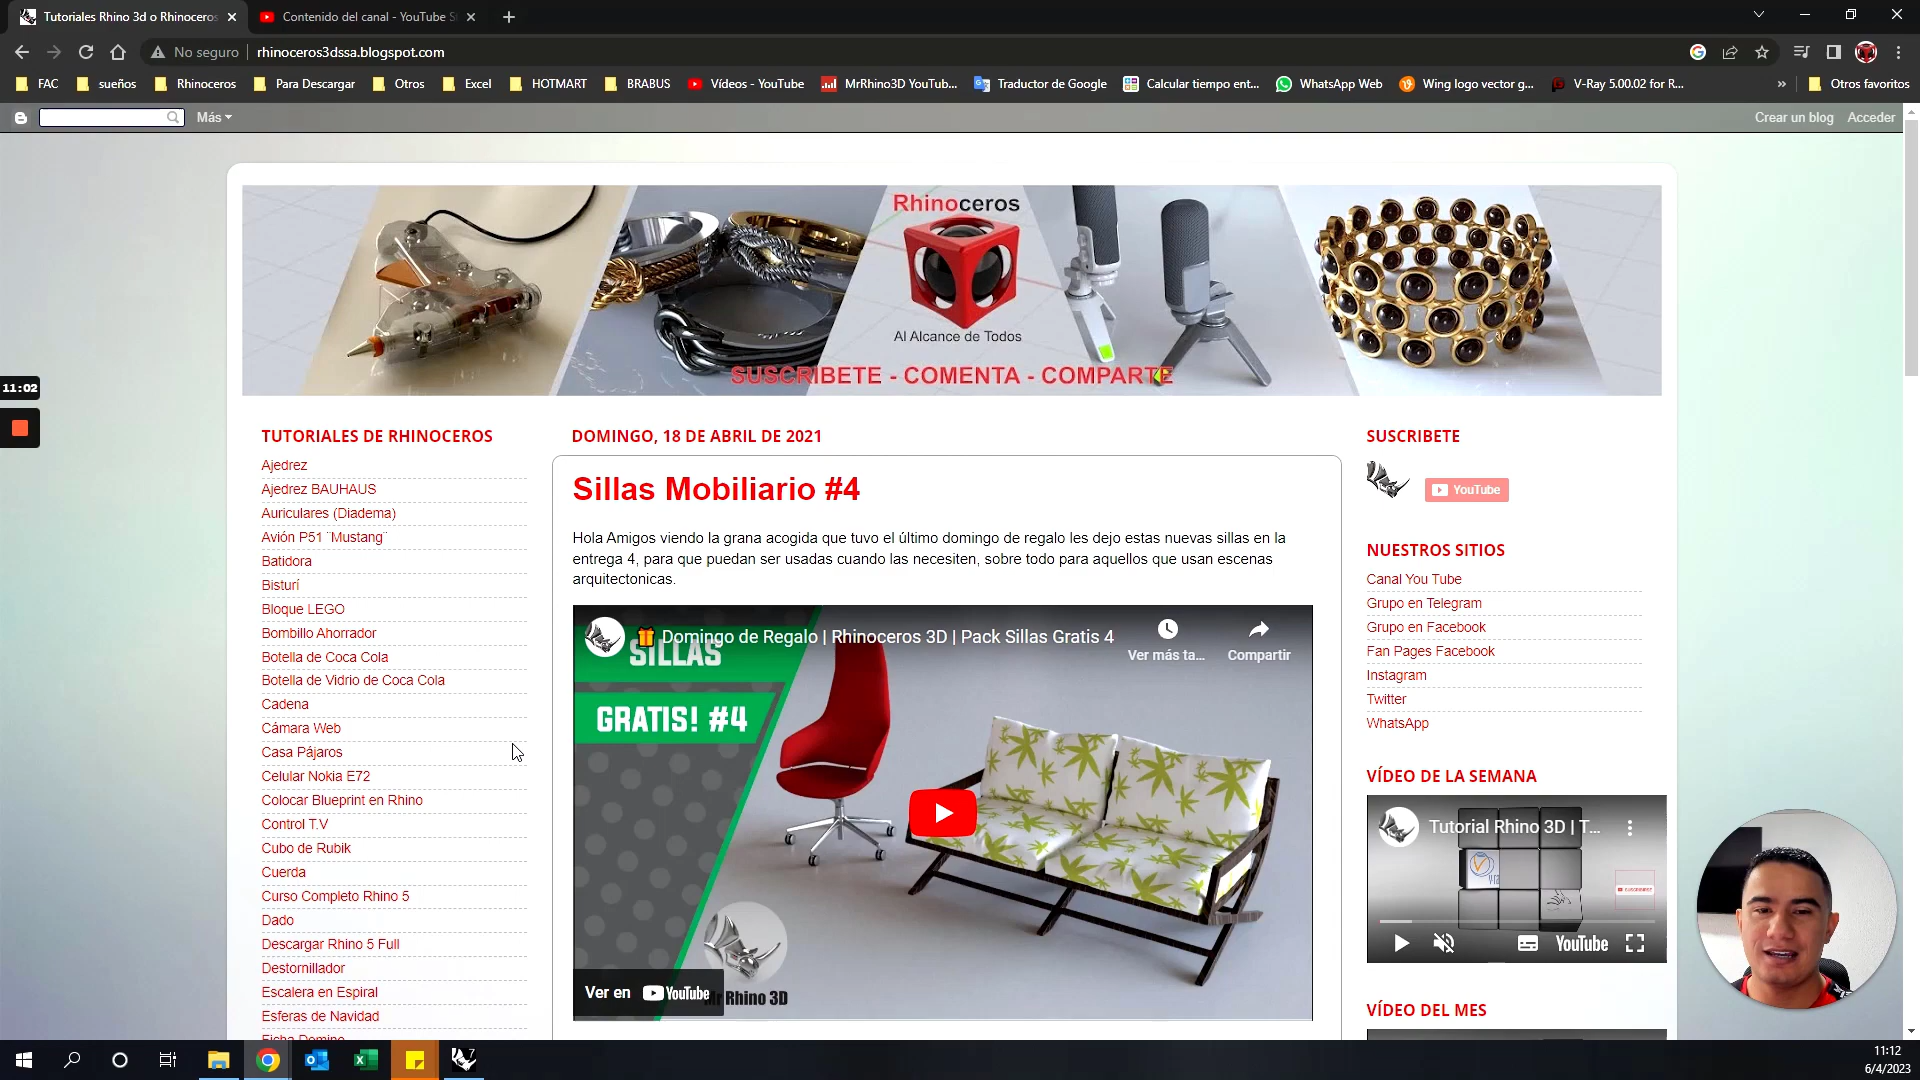 Tutoriales Rhino 3d o Rhinoceros
Contenido del canal - YouTube S
No seguro
rhinoceros3dssa.blogspot.com
FAC
sueños
Rhinoceros
Para Descargar
Otros
Excel
HOTMART
BRABUS
Vídeos - YouTube
MrRhino3D YouTub...
Traductor de Google
Calcular tiempo ent...
WhatsApp Web
Wing logo vector g...
V-Ray 5.00.02 for R...
Otros favoritos
Más
Crear un blog
Acceder
Rhinoceros
Al Alcance de Todos
SUSCRIBETE - COMENTA - COMPARTE
11:02
TUTORIALES DE RHINOCEROS
Ajedrez
Ajedrez BAUHAUS
Auriculares (Diadema)
Avión P51 ¨Mustang¨
Batidora
Bisturí
Bloque LEGO
Bombillo Ahorrador
Botella de Coca Cola
Botella de Vidrio de Coca Cola
Cadena
Cámara Web
Casa Pájaros
Celular Nokia E72
Colocar Blueprint en Rhino
Control T.V
Cubo de Rubik
Cuerda
Curso Completo Rhino 5
Dado
Descargar Rhino 5 Full
Destornillador
Escalera en Espiral
Esferas de Navidad
Ficha Domino
DOMINGO, 18 DE ABRIL DE 2021
Sillas Mobiliario #4
Hola Amigos viendo la grana acogida que tuvo el último domingo de regalo les dejo estas nuevas sillas en la
entrega 4, para que puedan ser usadas cuando las necesiten, sobre todo para aquellos que usan escenas
arquitectonicas.
Domingo de Regalo | Rhinoceros 3D | Pack Sillas Gratis 4
Ver más ta...
Compartir
SILLAS
GRATIS! #4
Ver en YouTube
Mr Rhino 3D
SUSCRIBETE
YouTube
NUESTROS SITIOS
Canal You Tube
Grupo en Telegram
Grupo en Facebook
Fan Pages Facebook
Instagram
Twitter
WhatsApp
VÍDEO DE LA SEMANA
Tutorial Rhino 3D | T...
YouTube
VÍDEO DEL MES
11:12
6/4/2023